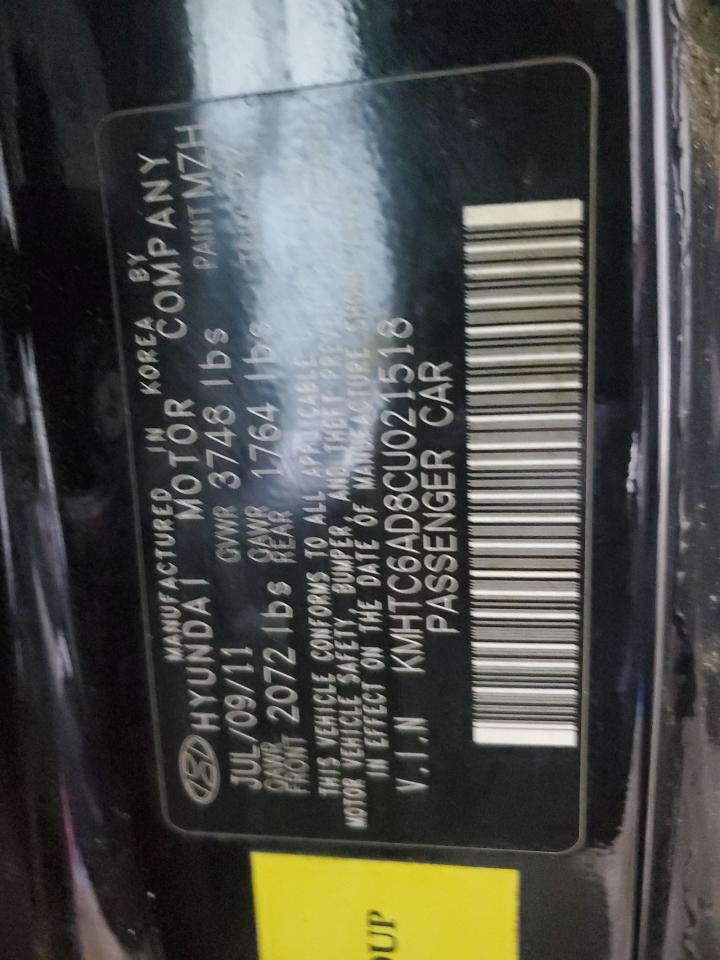 MANUFACTURED IN KOREA BY
HYUNDAI MOTOR COMPANY
JUL/09/11 GVWR 3748 lbs PAINT MZH
GAWR FRONT 2072 lbs GAWR REAR 1764 lbs
THIS VEHICLE CONFORMS TO ALL APPLICABLE
MOTOR VEHICLE SAFETY, BUMPER, AND THEFT
IN EFFECT ON THE DATE OF MANUFACTURE
V.I.N KMHTC6AD8CU021518
PASSENGER CAR